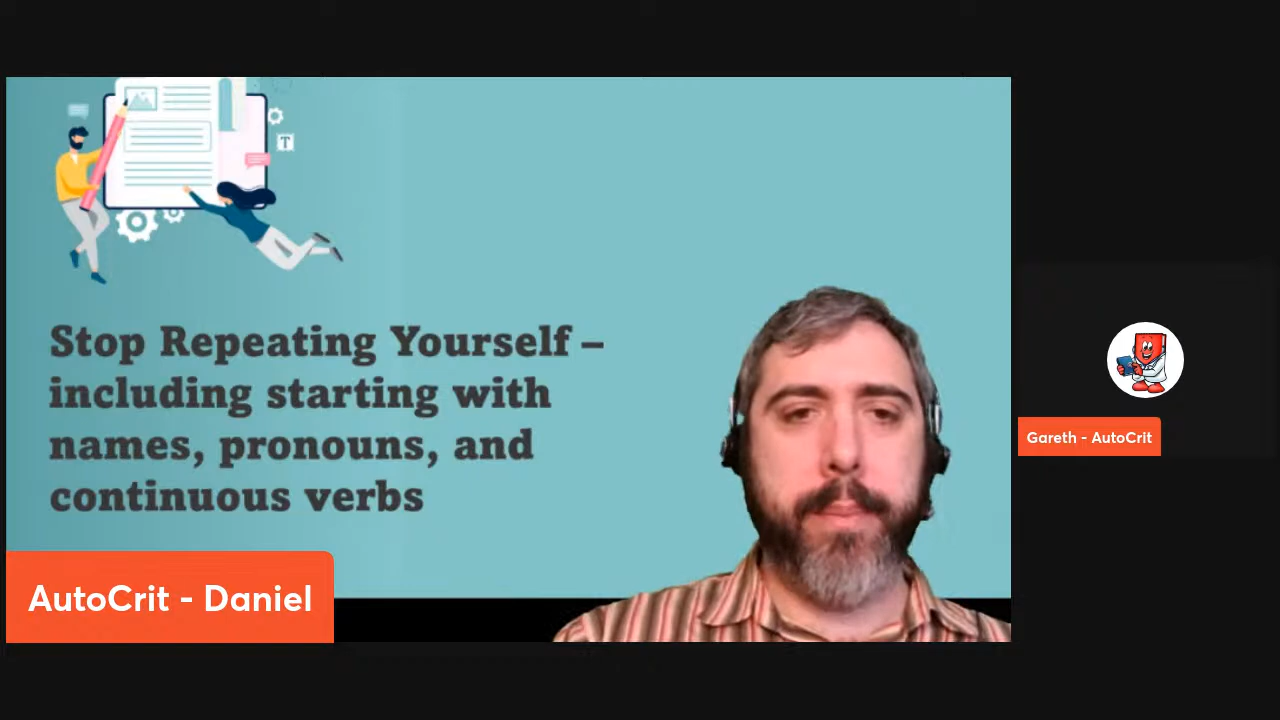 T
Stop Repeating Yourself –
including starting with
names, pronouns, and
continuous verbs
AutoCrit - Daniel
Gareth - AutoCrit